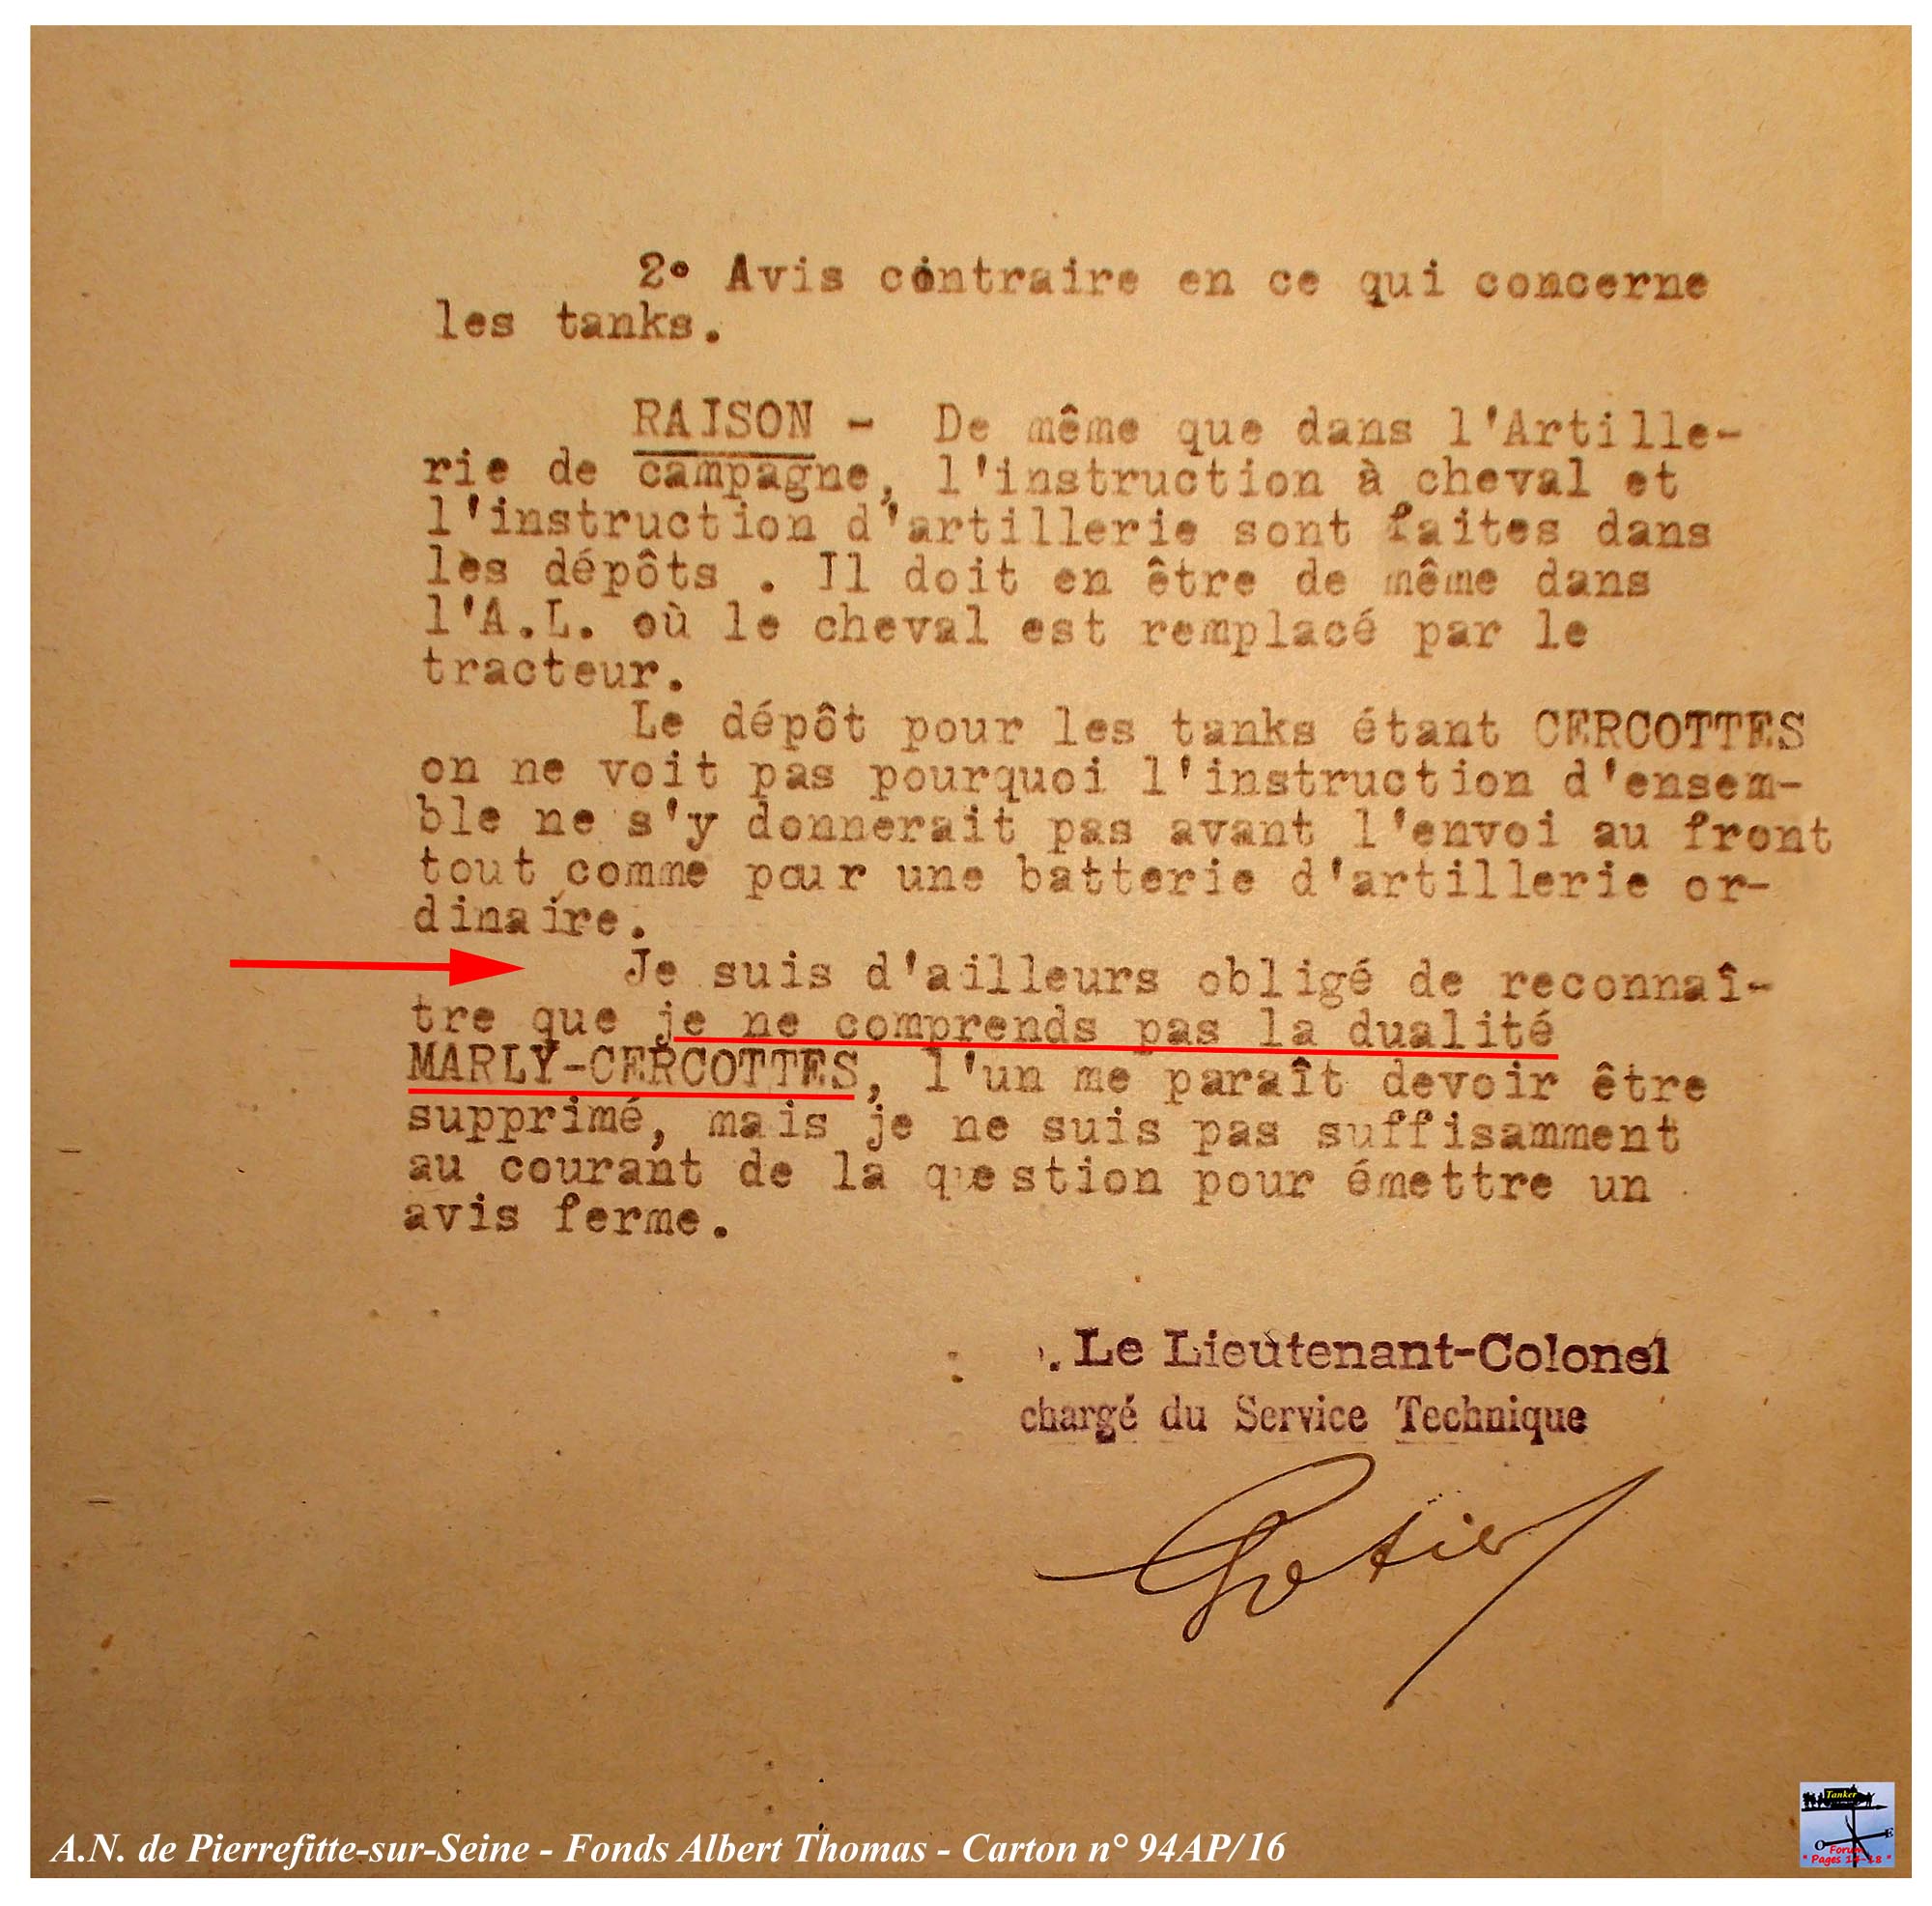 2° Avis contraire en ce qui concerne
les tanks.
RAISON - De même que dans l'Artille-
rie de campagne, l'instruction à cheval et
l'instruction d'artillerie sont faites dans
les dépôts . Il doit en être de même dans
l'A.L. où le cheval est remplacé par le
tracteur.
Le dépôt pour les tanks étant CERCOTTES
on ne voit pas pourquoi l'instruction d'ensem-
ble ne s'y donnerait pas avant l'envoi au front
tout comme pour une batterie d'artillerie or-
dinaire.
Je suis d'ailleurs obligé de reconnaî-
tre que je ne comprends pas la dualité
MARLY-CERCOTTES, l'un me paraît devoir être
supprimé, mais je ne suis pas suffisamment
au courant de la question pour émettre un
avis ferme.
Le Lieutenant-Colonel
chargé du Service Technique
A.N. de Pierrefitte-sur-Seine - Fonds Albert Thomas - Carton n° 94AP/16
Tanker
O E
Forum
" Pages 14-18 "